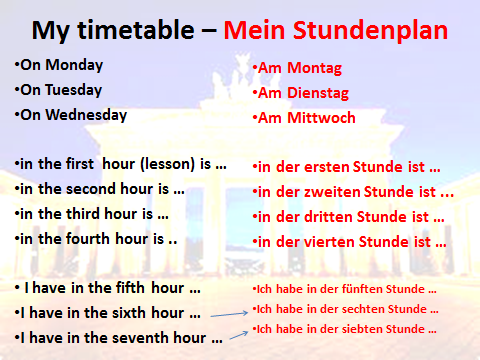 My timetable – Mein Stundenplan
•On Monday
•On Tuesday
•On Wednesday
•in the first hour (lesson) is …
•in the second hour is …
•in the third hour is …
•in the fourth hour is ..
• I have in the fifth hour …
•I have in the sixth hour …
•I have in the seventh hour …
•Am Montag
•Am Dienstag
•Am Mittwoch
•in der ersten Stunde ist …
•in der zweiten Stunde ist ...
•in der dritten Stunde ist …
•in der vierten Stunde ist …
•Ich habe in der fünften Stunde …
•Ich habe in der sechten Stunde …
•Ich habe in der siebten Stunde …